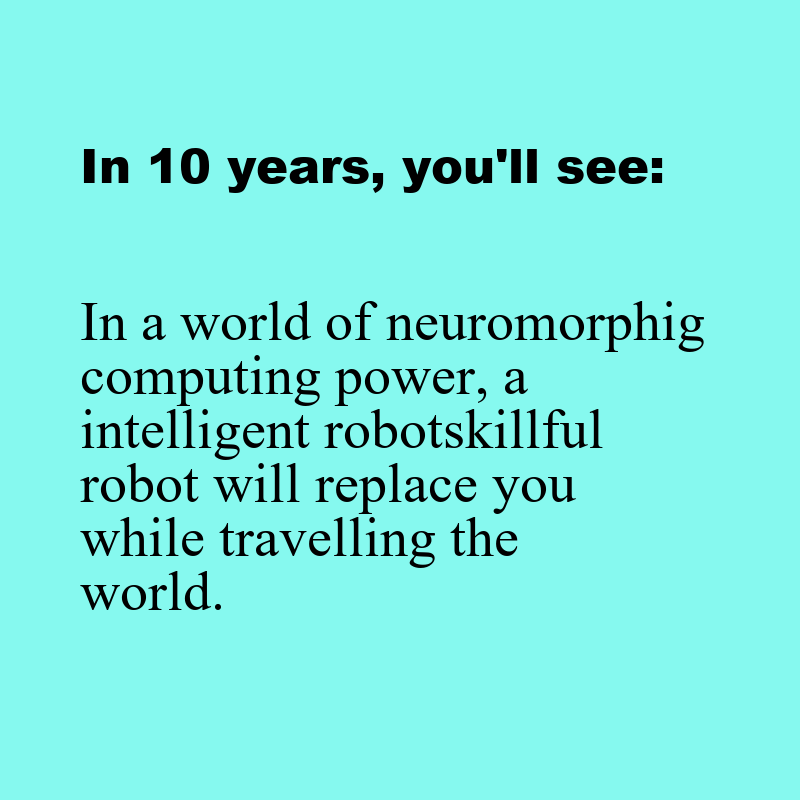 In 10 years, you'll see:
In a world of neuromorphig
computing power, a
intelligent robotskillful
robot will replace you
while travelling the
world.